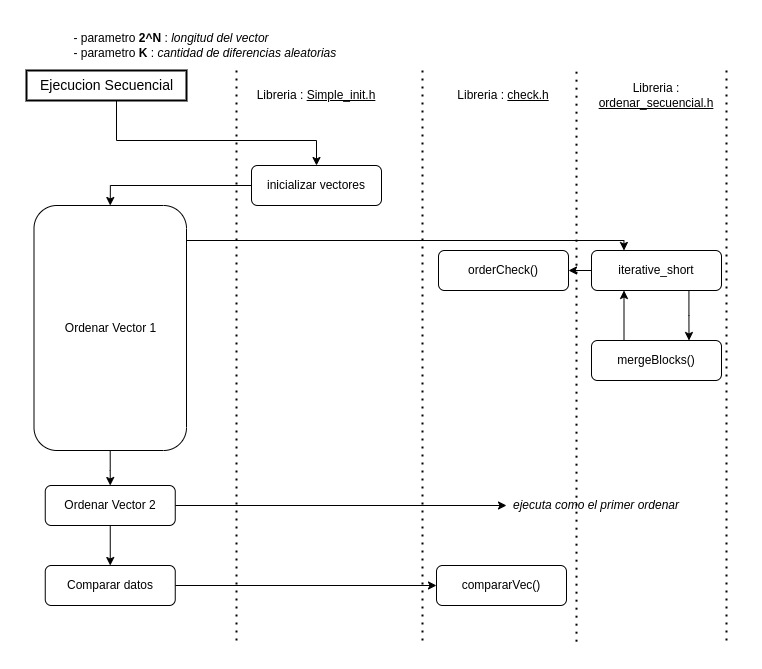 - parametro 2^N : longitud del vector
- parametro K : cantidad de diferencias aleatorias
Ejecucion Secuencial
Libreria : Simple_init.h
Libreria : check.h
Libreria :
ordenar_secuencial.h
inicializar vectores
orderCheck()
iterative_short
Ordenar Vector 1
mergeBlocks()
Ordenar Vector 2
ejecuta como el primer ordenar
Comparar datos
compararVec()